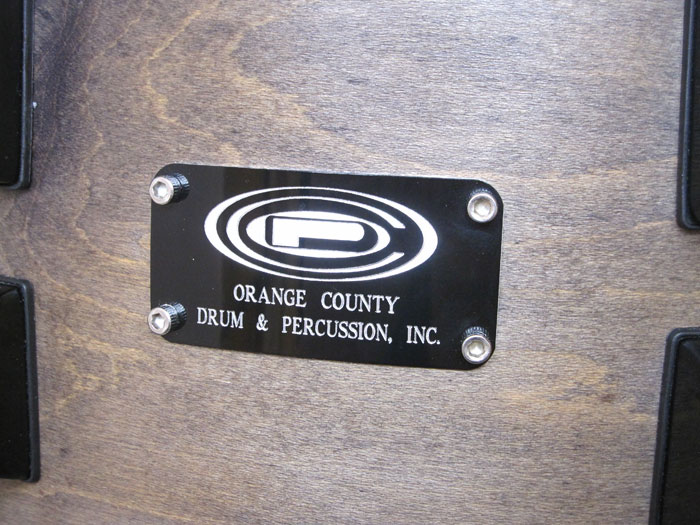 ORANGE COUNTY
DRUM & PERCUSSION, INC.